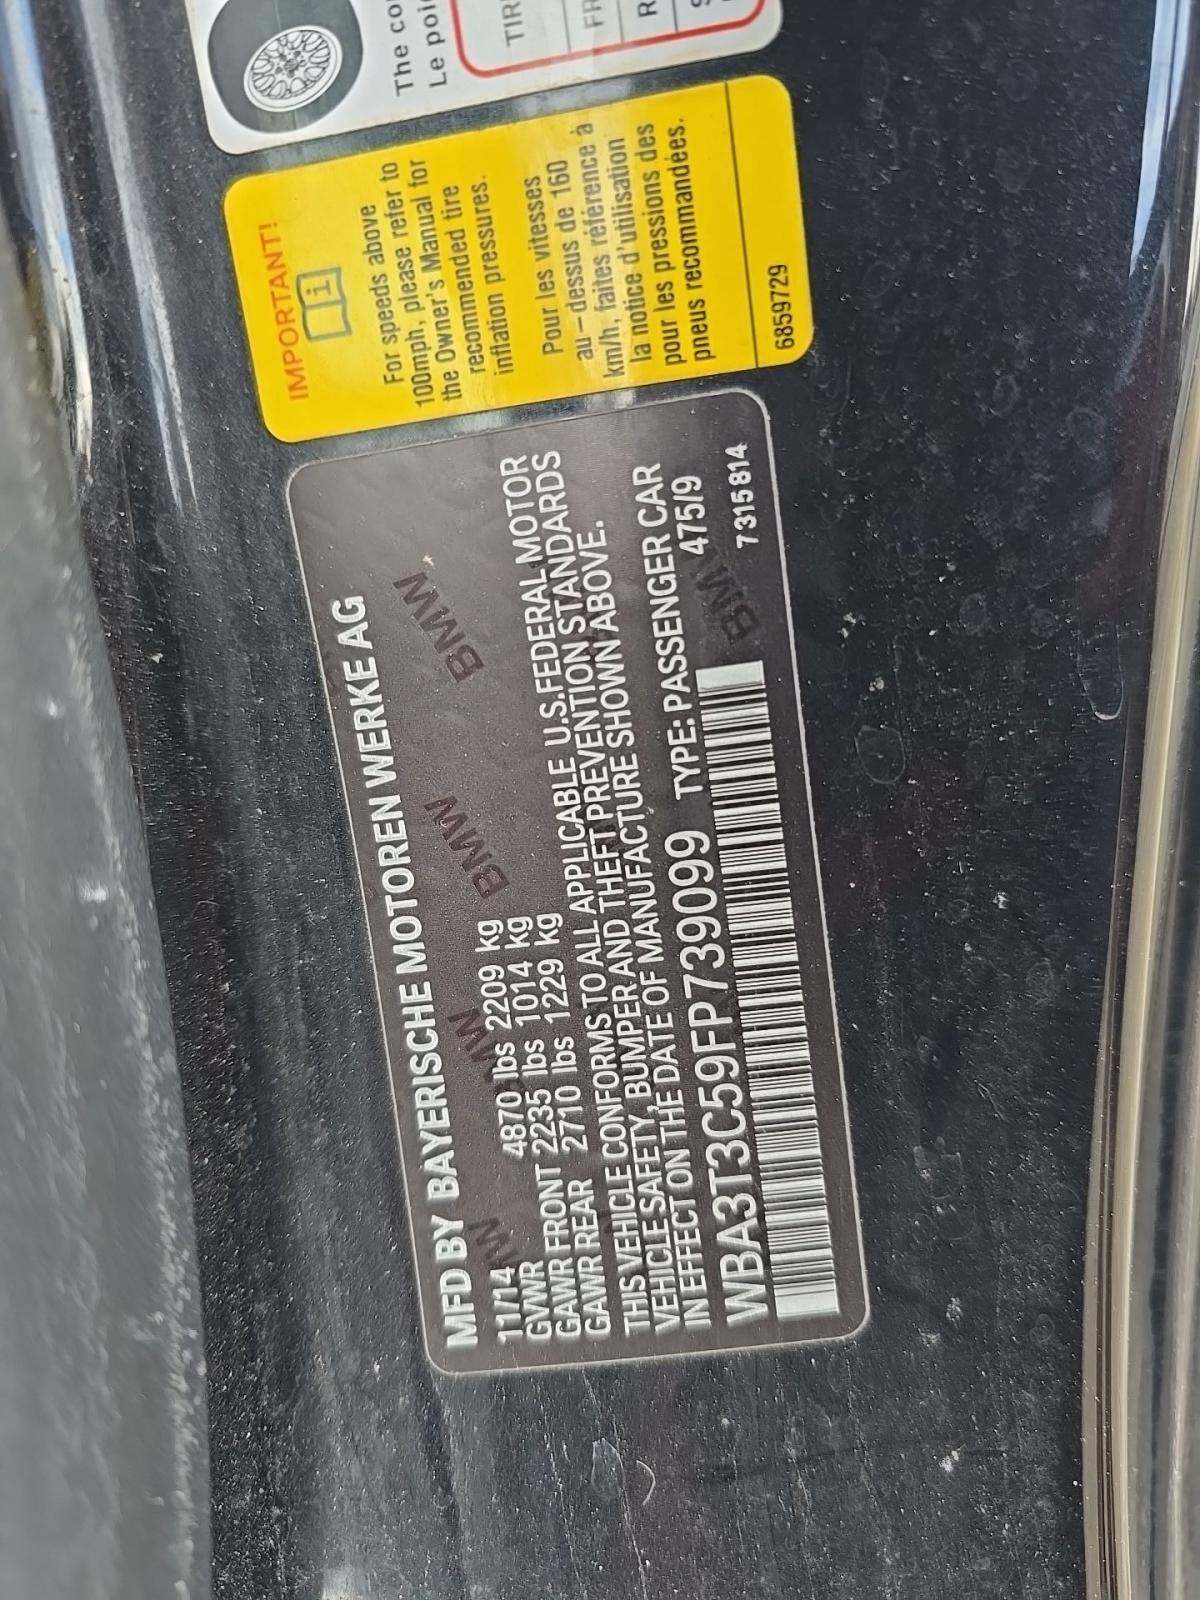 The co
Le poi
TIR
FR
R
S
IMPORTANT!
i
For speeds above
100mph, please refer to
the Owner's Manual for
recommended tire
inflation pressures.
Pour les vitesses
au-dessus de 160
km/h, faites référence à
la notice d'utilisation
pour les pressions des
pneus recommandées.
6859729
MFD BY BAYERISCHE MOTOREN WERKE AG
11/14
GVWR 4870 lbs 2209 kg
GAWR FRONT 2235 lbs 1014 kg
GAWR REAR 2710 lbs 1229 kg
THIS VEHICLE CONFORMS TO ALL APPLICABLE U.S.FEDERAL MOTOR
VEHICLE SAFETY, BUMPER AND THEFT PREVENTION STANDARDS
IN EFFECT ON THE DATE OF MANUFACTURE SHOWN ABOVE.
WBA3T3C59FP739099 TYPE: PASSENGER CAR
475/9
7315814
BMW
BMW
BMW